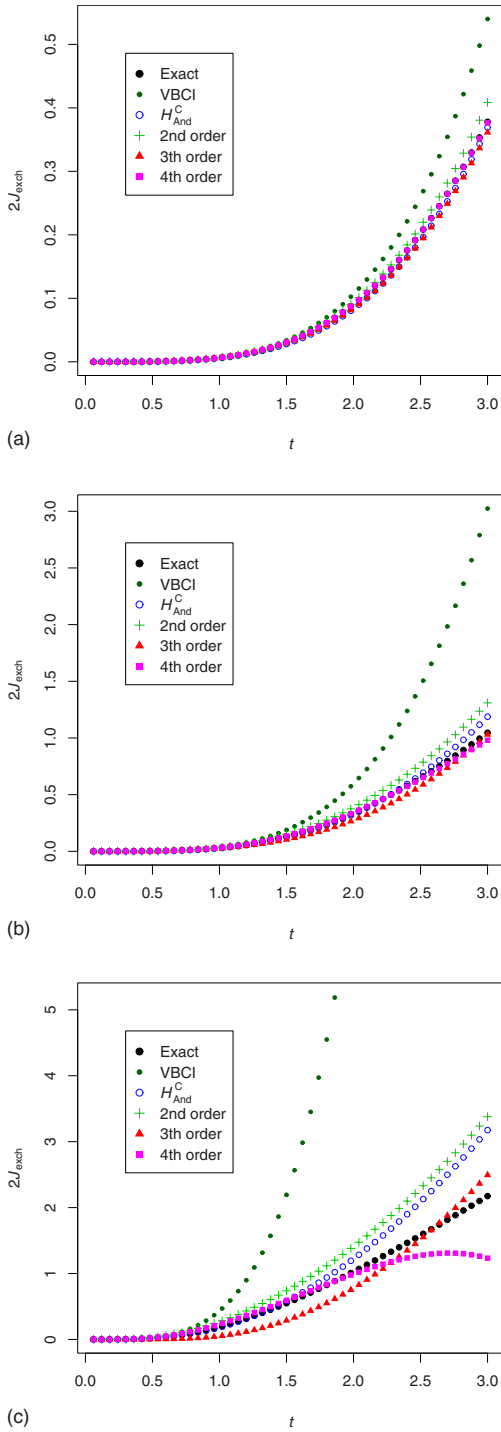 2J_exch
0.5
0.4
0.3
0.2
0.1
0.0
Exact
VBCI
H^C_And
2nd order
3th order
4th order
0.0 0.5 1.0 1.5 2.0 2.5 3.0
(a)
t
2J_exch
3.0
2.5
2.0
1.5
1.0
0.5
0.0
Exact
VBCI
H^C_And
2nd order
3th order
4th order
0.0 0.5 1.0 1.5 2.0 2.5 3.0
(b)
t
2J_exch
5
4
3
2
1
0
Exact
VBCI
H^C_And
2nd order
3th order
4th order
0.0 0.5 1.0 1.5 2.0 2.5 3.0
(c)
t